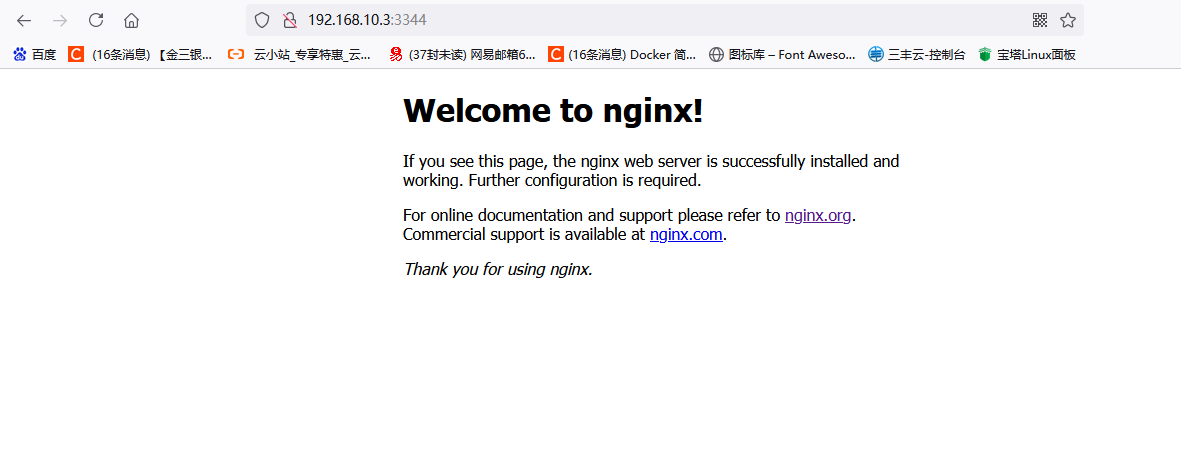 192.168.10.3:3344
百度 (16条消息) 【金三银... 云小站_专享特惠_云... (37封未读) 网易邮箱6... (16条消息) Docker 简... 图标库 – Font Aweso... 三丰云-控制台 宝塔Linux面板
Welcome to nginx!
If you see this page, the nginx web server is successfully installed and
working. Further configuration is required.
For online documentation and support please refer to nginx.org.
Commercial support is available at nginx.com.
Thank you for using nginx.